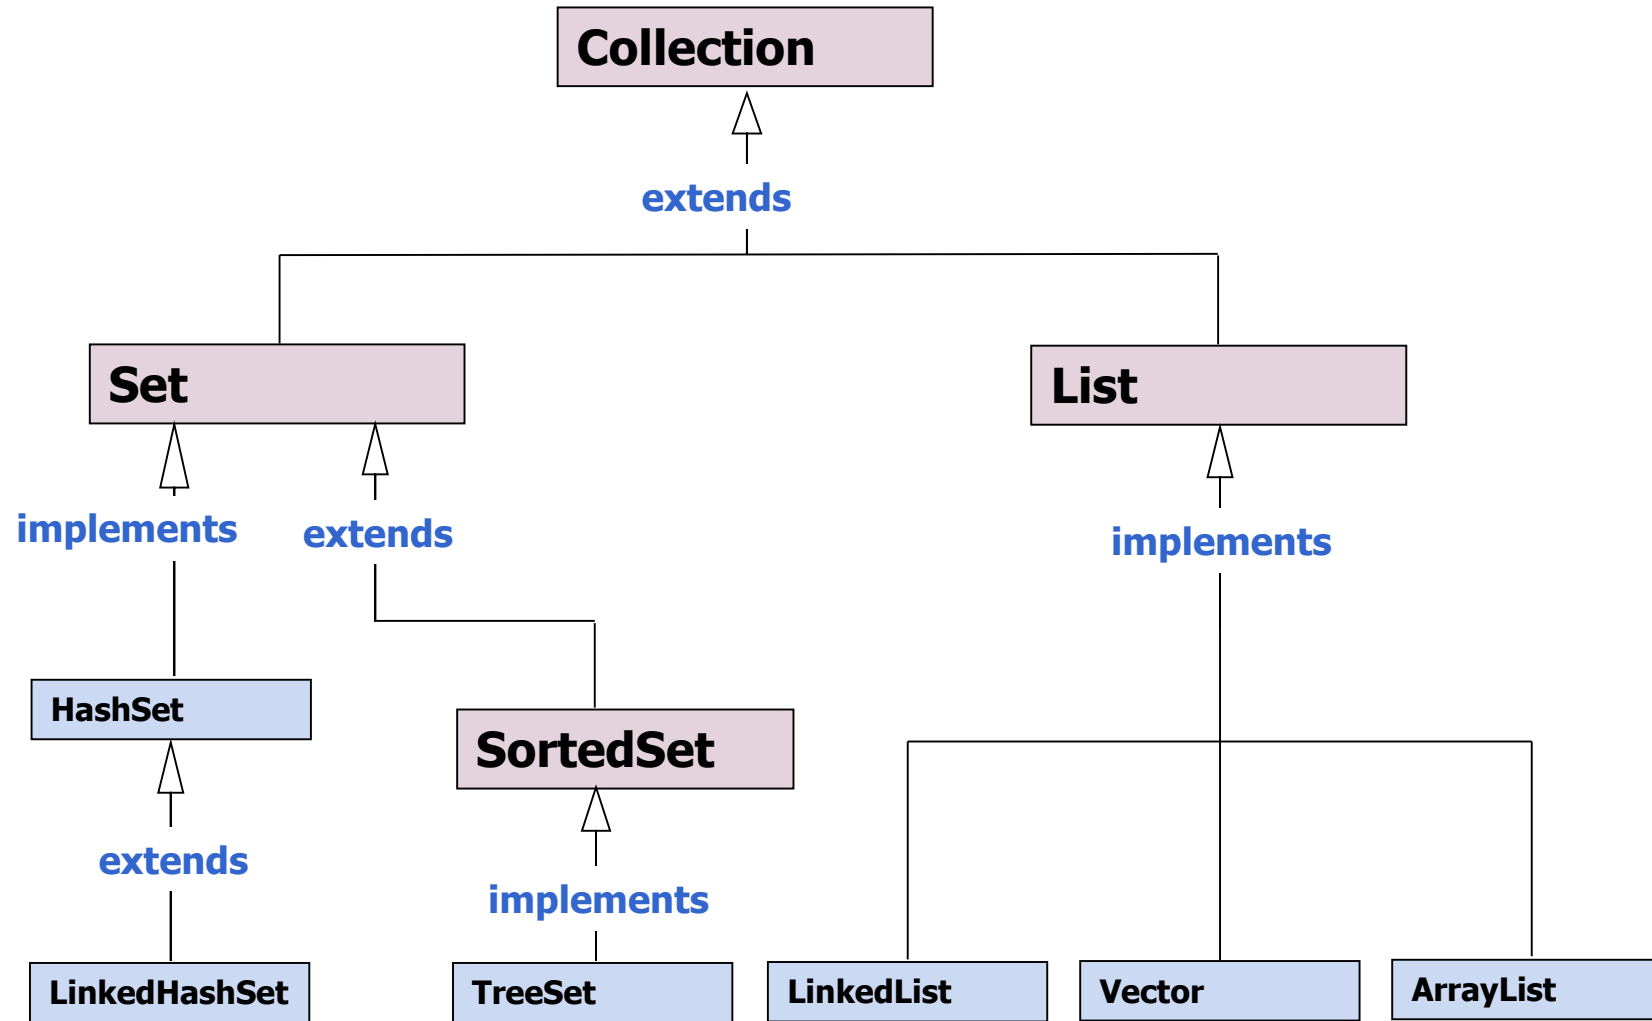 Collection
extends
Set
List
implements
extends
implements
HashSet
SortedSet
extends
implements
LinkedHashSet
TreeSet
LinkedList
Vector
ArrayList